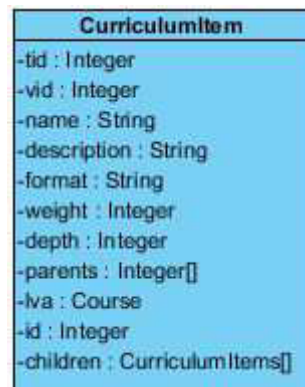 CurriculumItem
-tid : Integer
-vid : Integer
-name : String
-description : String
-format : String
-weight : Integer
-depth : Integer
-parents : Integer[]
-lva : Course
-id : Integer
-children : CurriculumItems[]